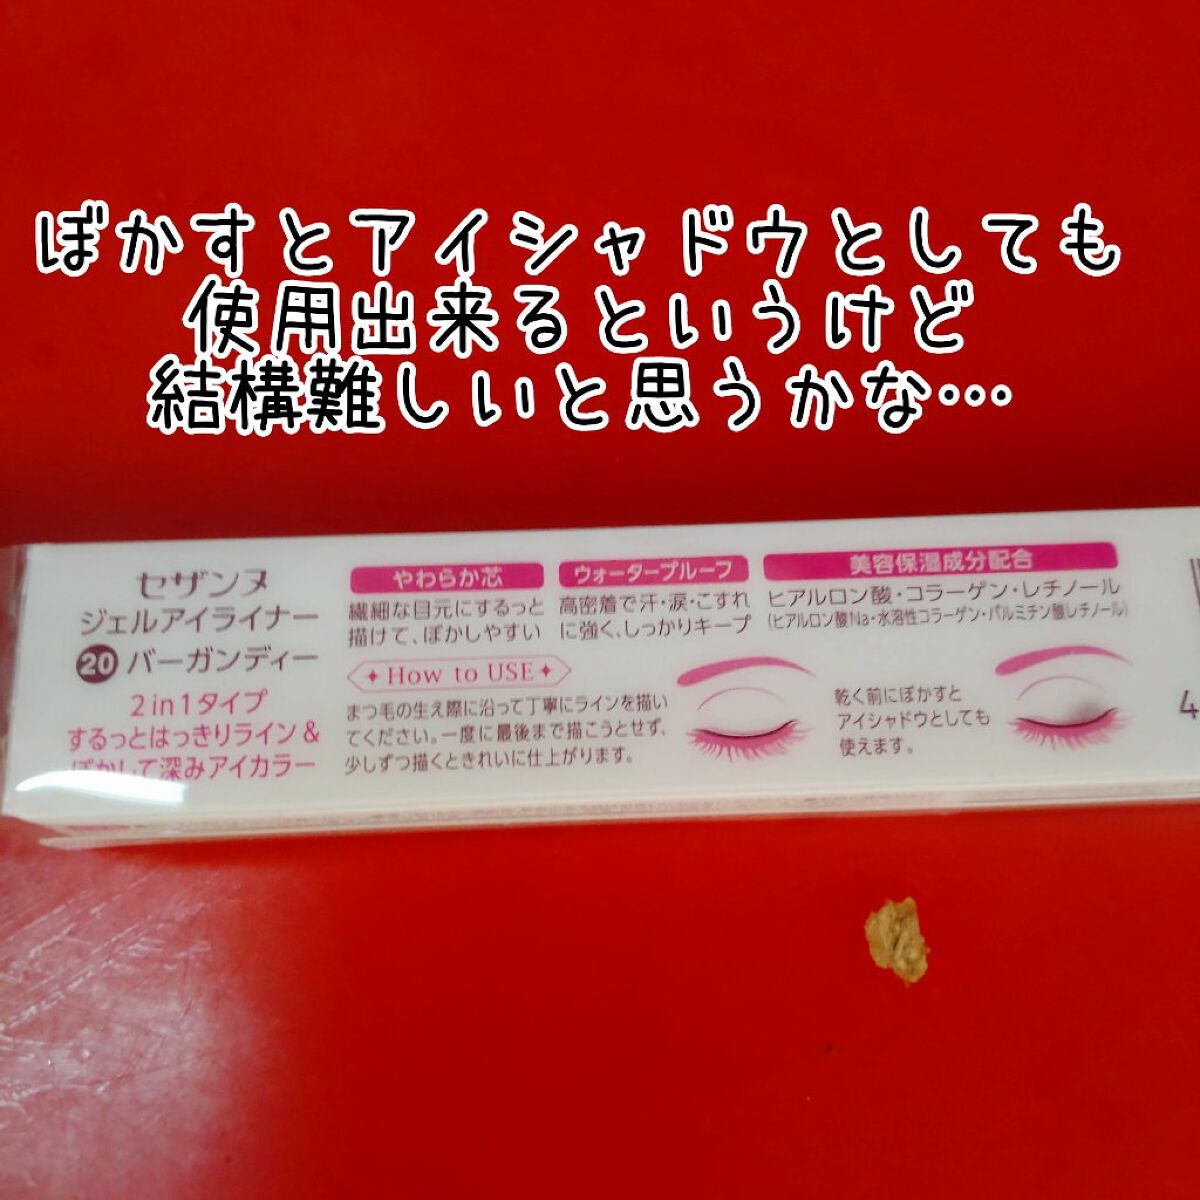 ぼかすとアイシャドウとしても
使用出来るというけど
結構難しいと思うかな…
セザンヌ
ジェルアイライナー
20 バーガンディー
2in1タイプ
するっとはっきりライン&
ぼかして深みアイカラー
やわらか芯
繊細な目元にするっと
描けて、ぼかしやすい
ウォータープルーフ
高密着で汗・涙・こすれ
に強く、しっかりキープ
美容保湿成分配合
ヒアルロン酸・コラーゲン・レチノール
(ヒアルロン酸Na・水溶性コラーゲン・パルミチン酸レチノール)
How to USE
まつ毛の生え際に沿って丁寧にラインを描い
てください。一度に最後まで描こうとせず、
少しずつ描くときれいに仕上がります。
乾く前にぼかすと
アイシャドウとしても
使えます。
4